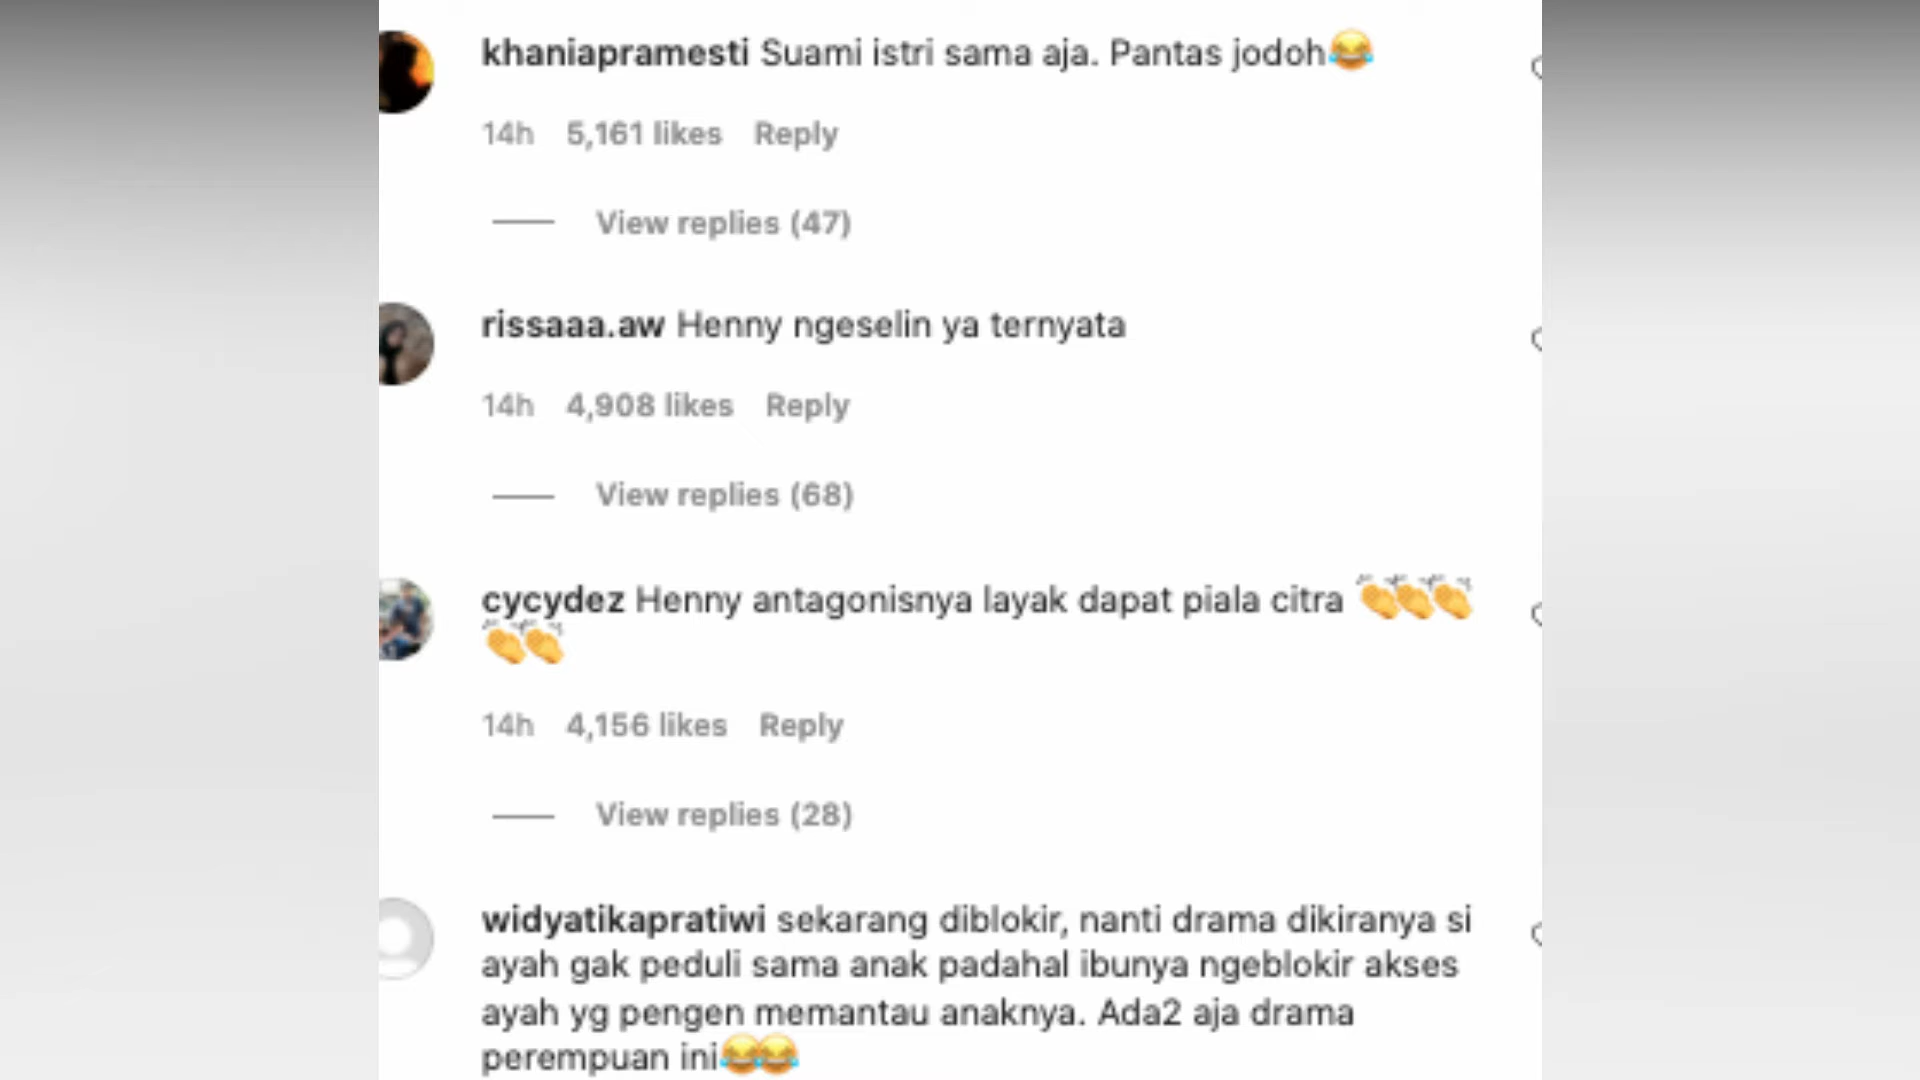 khaniapramesti Suami istri sama aja. Pantas jodoh😂
14h 5,161 likes Reply
View replies (47)
rissaaa.aw Henny ngeselin ya ternyata
14h 4,908 likes Reply
View replies (68)
cycydez Henny antagonisnya layak dapat piala citra 👏👏👏
👏👏
14h 4,156 likes Reply
View replies (28)
widyatikapratiwi sekarang diblokir, nanti drama dikiranya si
ayah gak peduli sama anak padahal ibunya ngeblokir akses
ayah yg pengen memantau anaknya. Ada2 aja drama
perempuan ini😂😂